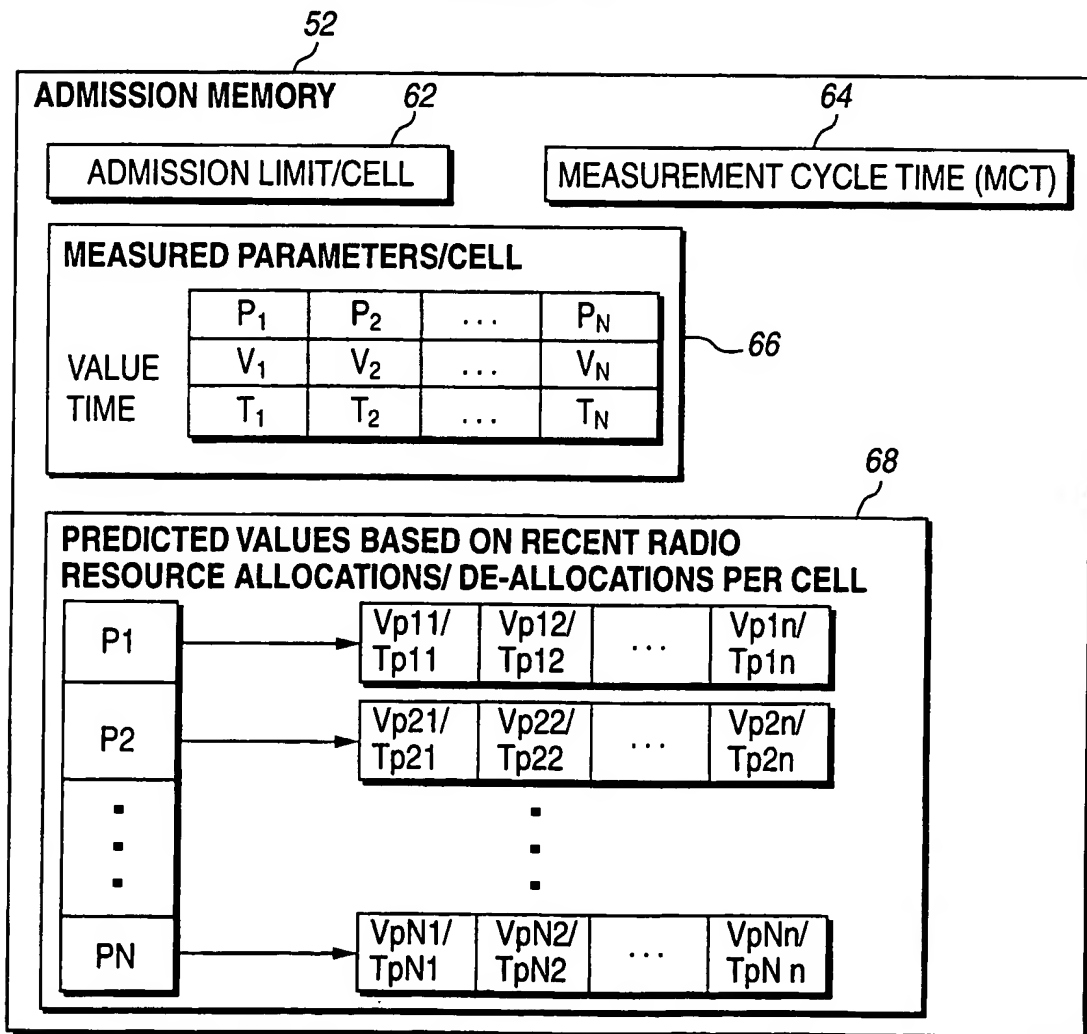 52
ADMISSION MEMORY
62
64
ADMISSION LIMIT/CELL
MEASUREMENT CYCLE TIME (MCT)
MEASURED PARAMETERS/CELL
P1 P2 ... PN
VALUE V1 V2 ... VN
TIME T1 T2 ... TN
66
68
PREDICTED VALUES BASED ON RECENT RADIO
RESOURCE ALLOCATIONS/ DE-ALLOCATIONS PER CELL
P1
Vp11/ Vp12/ ... Vp1n/
Tp11 Tp12 Tp1n
P2
Vp21/ Vp22/ ... Vp2n/
Tp21 Tp22 Tp2n
PN
VpN1/ VpN2/ ... VpNn/
TpN1 TpN2 TpN n